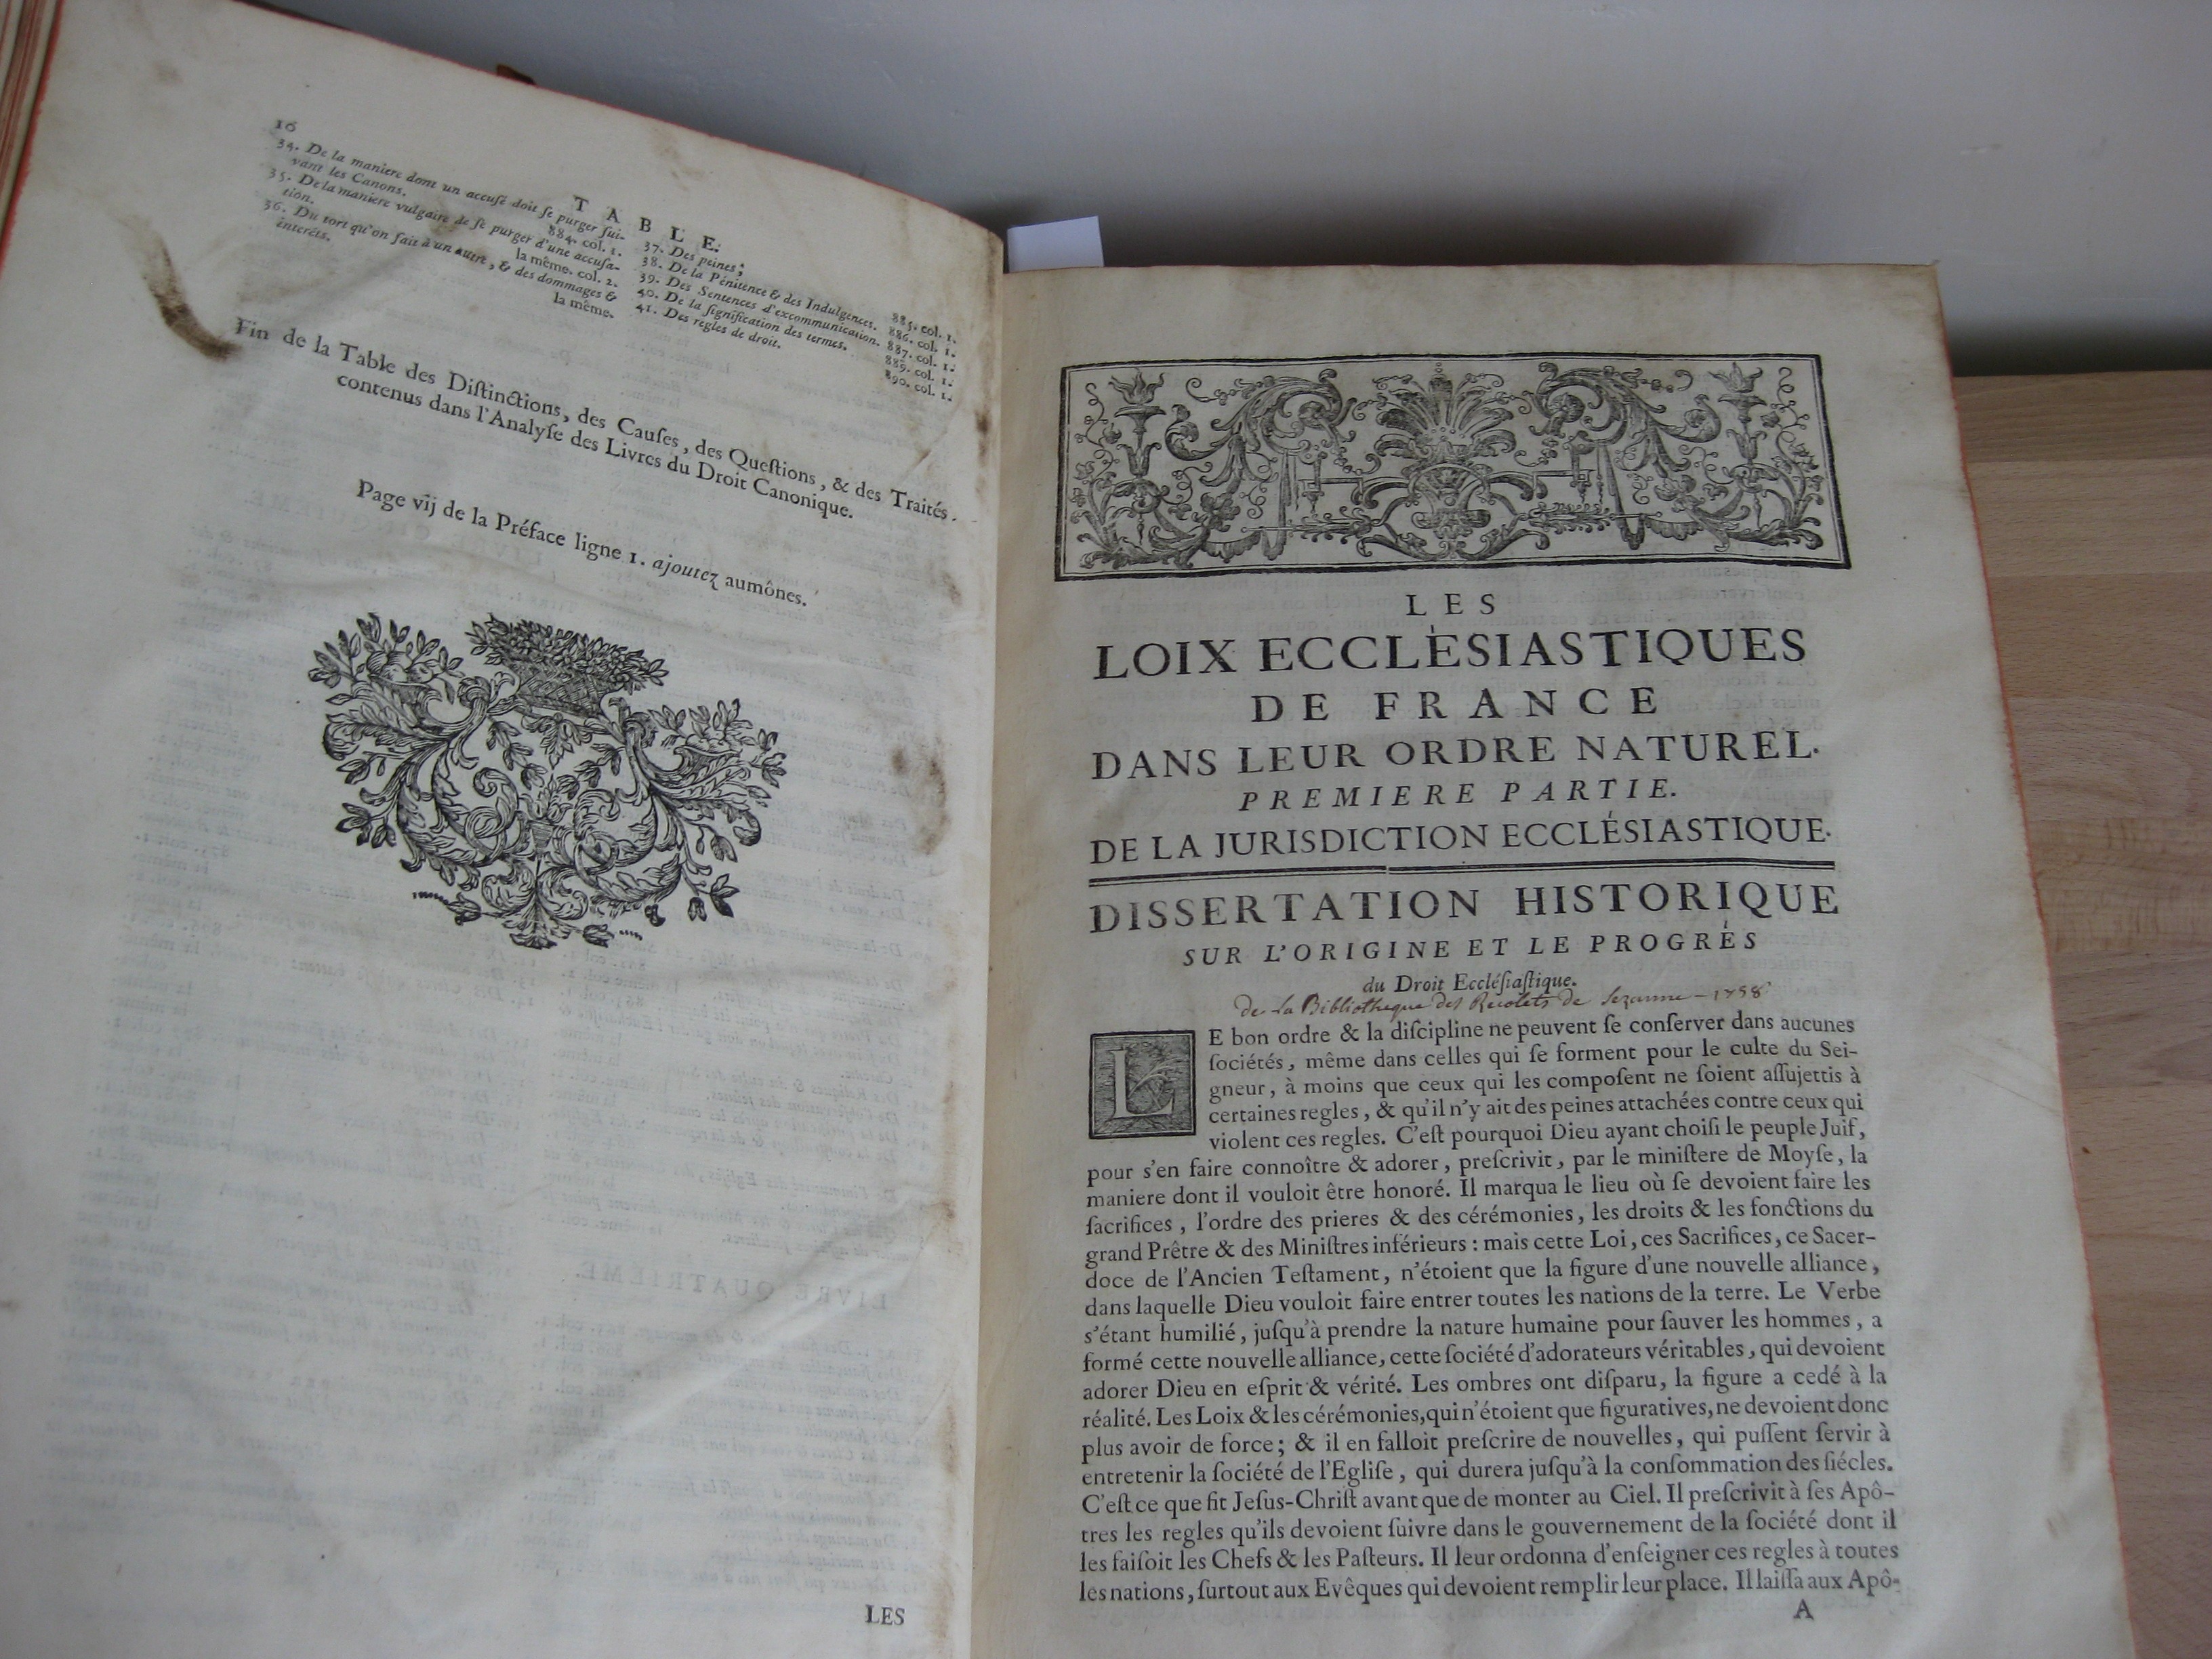 16
TABLE.
34. De la maniere dont un accusé doit se purger sui-
vant les Canons. 884. col. 1.
35. De la maniere vulgaire de se purger d'une accusa-
tion. la même. col. 2.
36. Du tort qu'on fait à un autre, & des dommages &
interêts. la même.
37. Des peines; 885. col. 1.
38. De la Pénitence & des Indulgences. 886. col. 1.
39. Des Sentences d'excommunication. 887. col. 1.
40. De la signification des termes. 889. col. 1.
41. Des regles de droit. 890. col. 1.
Fin de la Table des Distinctions, des Causes, des Questions, & des Traités
contenus dans l'Analyse des Livres du Droit Canonique.
Page vij de la Préface ligne 1. ajoutez aumônes.
LES
LES
LOIX ECCLÉSIASTIQUES
DE FRANCE
DANS LEUR ORDRE NATUREL.
PREMIERE PARTIE.
DE LA JURISDICTION ECCLÉSIASTIQUE.
DISSERTATION HISTORIQUE
SUR L'ORIGINE ET LE PROGRÉS
du Droit Ecclésiastique.
de la Bibliotheque des Recolets de Sezanne - 1758
LE bon ordre & la discipline ne peuvent se conserver dans aucunes
sociétés, même dans celles qui se forment pour le culte du Sei-
gneur, à moins que ceux qui les composent ne soient assujettis à
certaines regles, & qu'il n'y ait des peines attachées contre ceux qui
violent ces regles. C'est pourquoi Dieu ayant choisi le peuple Juif,
pour s'en faire connoître & adorer, prescrivit, par le ministere de Moyse, la
maniere dont il vouloit être honoré. Il marqua le lieu où se devoient faire les
sacrifices, l'ordre des prieres & des cérémonies, les droits & les fonctions du
grand Prêtre & des Ministres inférieurs : mais cette Loi, ces Sacrifices, ce Sacer-
doce de l'Ancien Testament, n'étoient que la figure d'une nouvelle alliance,
dans laquelle Dieu vouloit faire entrer toutes les nations de la terre. Le Verbe
s'étant humilié, jusqu'à prendre la nature humaine pour sauver les hommes, a
formé cette nouvelle alliance, cette société d'adorateurs véritables, qui devoient
adorer Dieu en esprit & vérité. Les ombres ont disparu, la figure a cedé à la
réalité. Les Loix & les cérémonies, qui n'étoient que figuratives, ne devoient donc
plus avoir de force; & il en falloit prescrire de nouvelles, qui pussent servir à
entretenir la société de l'Eglise, qui durera jusqu'à la consommation des siécles.
C'est ce que fit Jesus-Christ avant que de monter au Ciel. Il prescrivit à ses Apô-
tres les regles qu'ils devoient suivre dans le gouvernement de la société dont il
les faisoit les Chefs & les Pasteurs. Il leur ordonna d'enseigner ces regles à toutes
les nations, surtout aux Evêques qui devoient remplir leur place. Il laissa aux Apô-
A